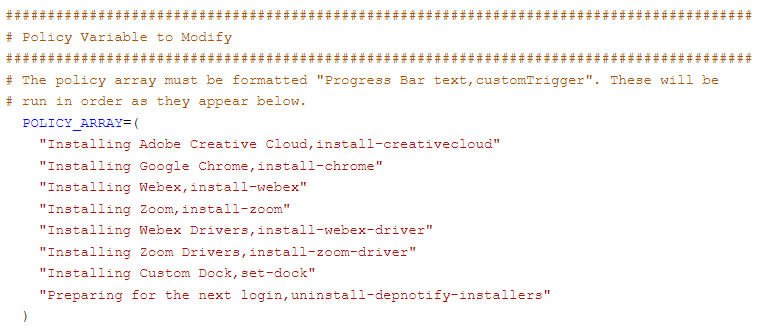 ##########################################################################################
# Policy Variable to Modify
##########################################################################################
# The policy array must be formatted "Progress Bar text,customTrigger". These will be
# run in order as they appear below.
  POLICY_ARRAY=(
    "Installing Adobe Creative Cloud,install-creativecloud"
    "Installing Google Chrome,install-chrome"
    "Installing Webex,install-webex"
    "Installing Zoom,install-zoom"
    "Installing Webex Drivers,install-webex-driver"
    "Installing Zoom Drivers,install-zoom-driver"
    "Installing Custom Dock,set-dock"
    "Preparing for the next login,uninstall-depnotify-installers"
  )